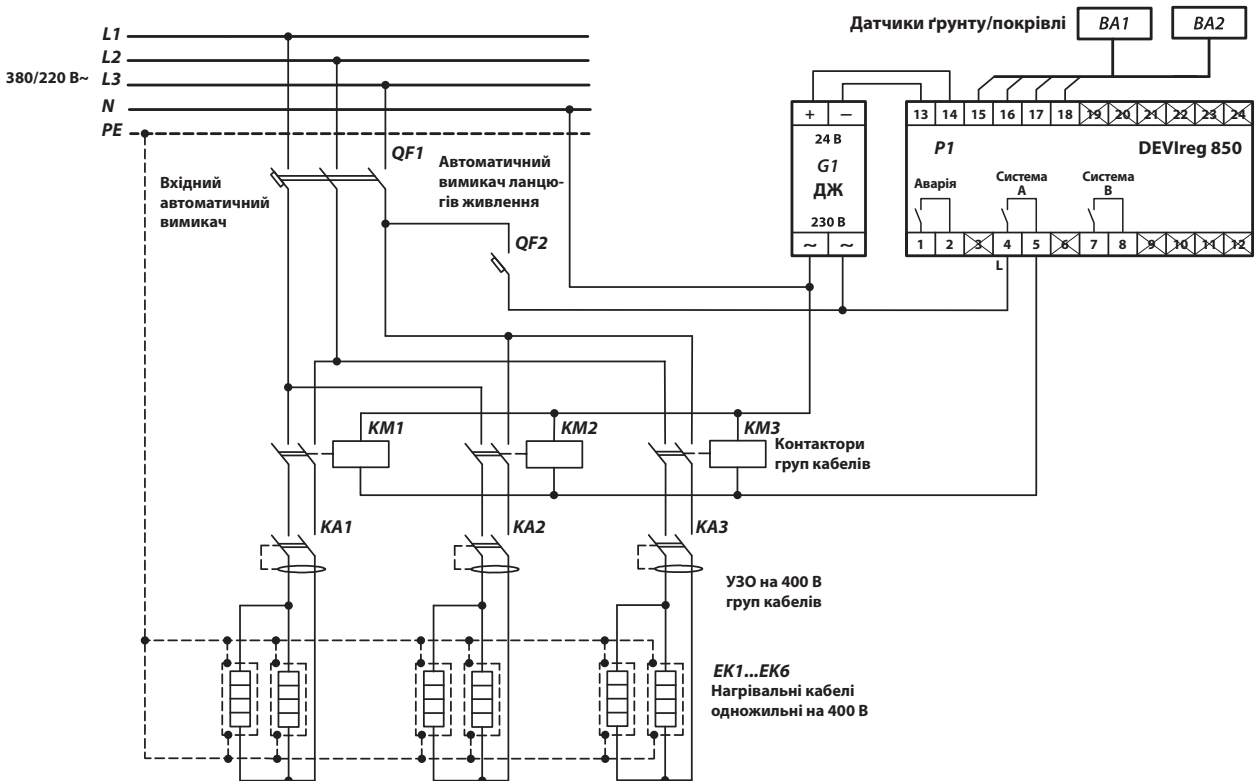 L1
L2
380/220 В~ L3
N
PE
Датчики ґрунту/покрівлі
BA1
BA2
QF1
Вхідний
автоматичний
вимикач
Автоматичний
вимикач ланцю-
гів живлення
QF2
+ —
24 В
G1
ДЖ
230 В
~ ~
13 14 15 16 17 18 19 20 21 22 23 24
P1
DEVIreg 850
Аварія
Система
A
Система
B
1 2 3 4 5 6 7 8 9 10 11 12
L
KM1
KM2
KM3
Контактори
груп кабелів
KA1
KA2
KA3
УЗО на 400 В
груп кабелів
EK1...EK6
Нагрівальні кабелі
одножильні на 400 В